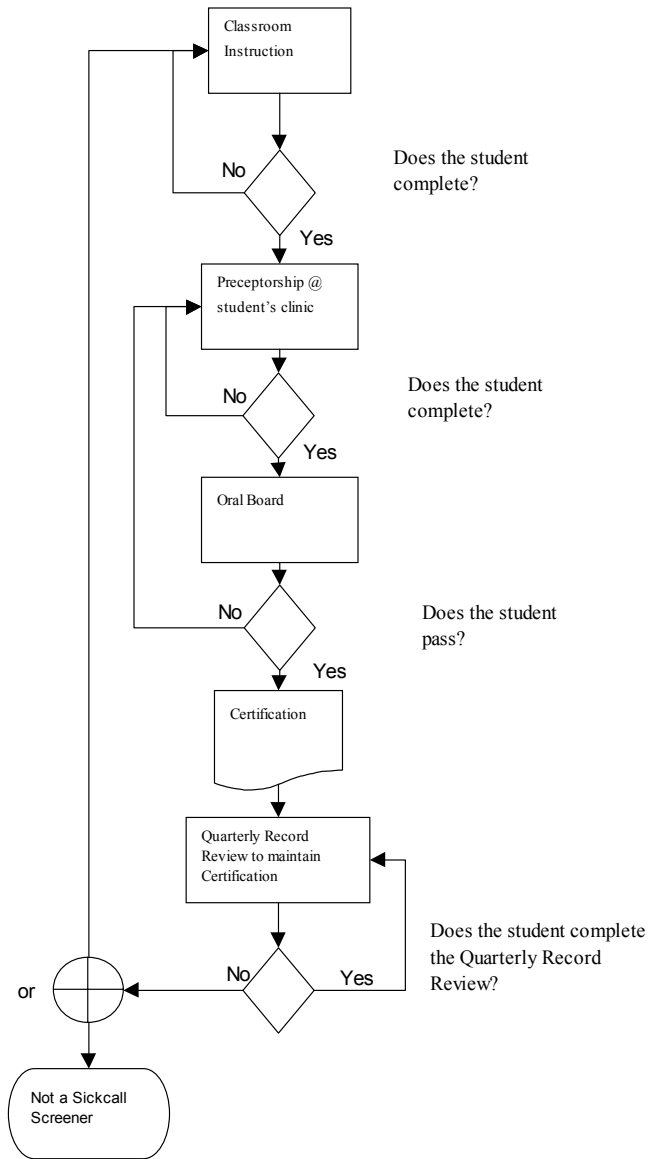 Classroom
Instruction
No
Does the student
complete?
Yes
Preceptorship @
student's clinic
No
Does the student
complete?
Yes
Oral Board
No
Does the student
pass?
Yes
Certification
Quarterly Record
Review to maintain
Certification
Does the student complete
the Quarterly Record
Review?
No
Yes
or
Not a Sickcall
Screener